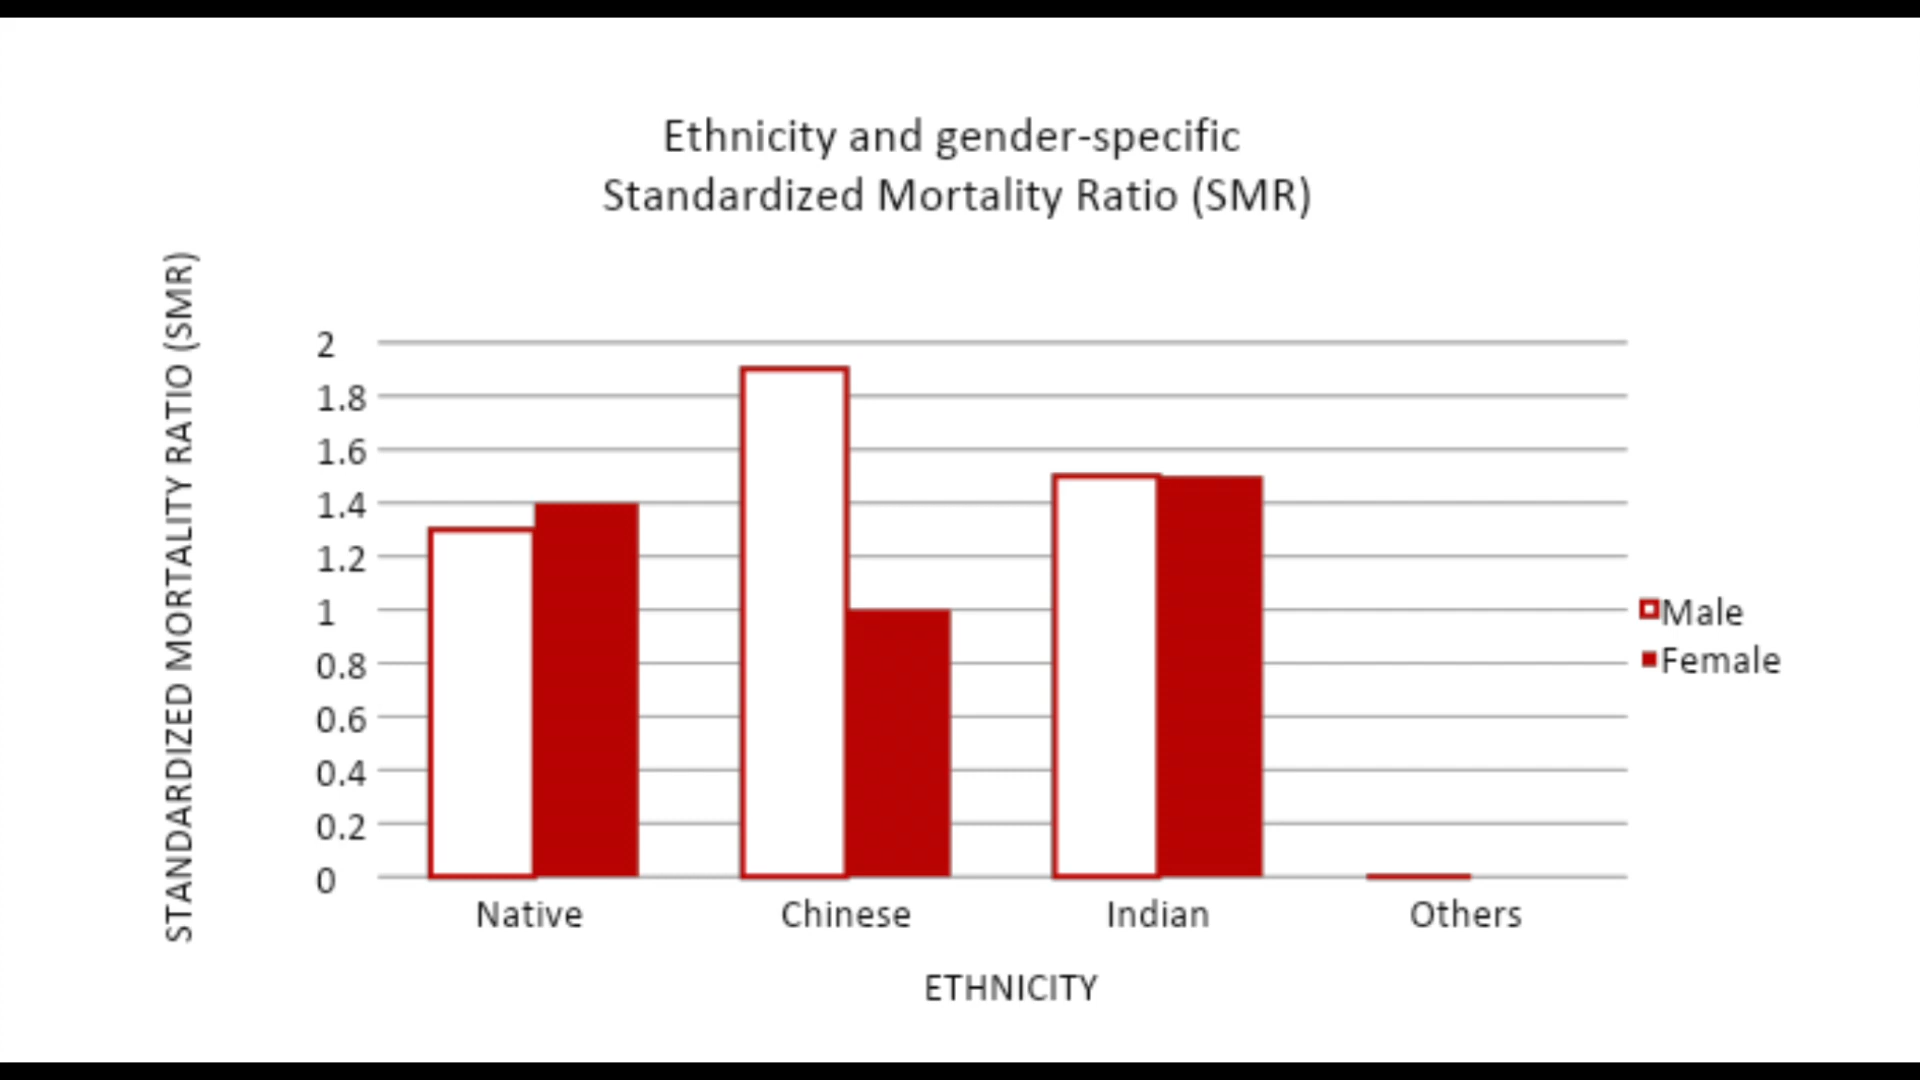 Ethnicity and gender-specific
Standardized Mortality Ratio (SMR)
STANDARDIZED MORTALITY RATIO (SMR)
2
1.8
1.6
1.4
1.2
1
0.8
0.6
0.4
0.2
0
Native
Chinese
Indian
Others
ETHNICITY
Male
Female